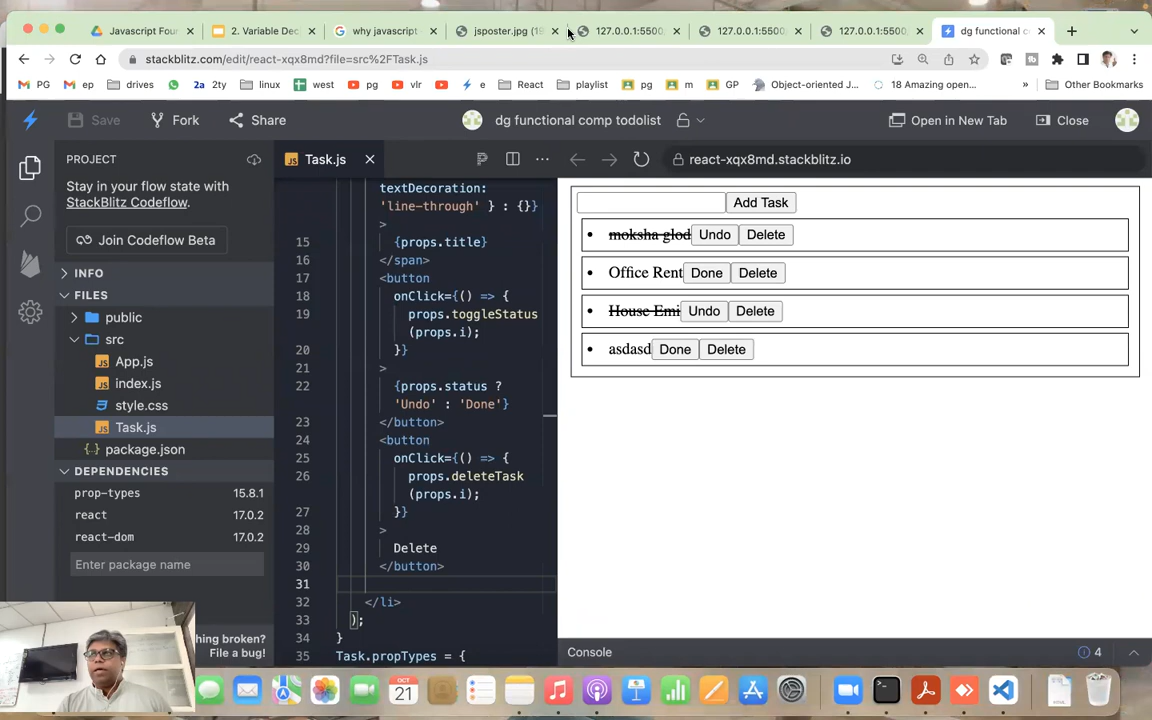 Javascript Four
2. Variable Dec
why javascript
jsposter.jpg (19
127.0.0.1:5500
127.0.0.1:5500
127.0.0.1:5500
dg functional c
stackblitz.com/edit/react-xqx8md?file=src%2FTask.js
PG
ep
drives
2a 2ty
linux
west
pg
vlr
e
React
playlist
pg
m
GP
Object-oriented J...
18 Amazing open...
»
Other Bookmarks
Save
Fork
Share
dg functional comp todolist
Open in New Tab
Close
PROJECT
Stay in your flow state with
StackBlitz Codeflow.
Join Codeflow Beta
INFO
FILES
public
src
JS App.js
JS index.js
style.css
JS Task.js
{} package.json
DEPENDENCIES
prop-types 15.8.1
react 17.0.2
react-dom 17.0.2
Enter package name
hing broken?
File a bug!
JS Task.js
textDecoration:
'line-through' } : {}}
>
15 {props.title}
16 </span>
17 <button
18 onClick={() => {
19 props.toggleStatus
(props.i);
20 }}
21 >
22 {props.status ?
'Undo' : 'Done'}
23 </button>
24 <button
25 onClick={() => {
26 props.deleteTask
(props.i);
27 }}
28 >
29 Delete
30 </button>
31
32 </li>
33 );
34 }
35 Task.propTypes = {
react-xqx8md.stackblitz.io
Add Task
moksha glod Undo Delete
Office Rent Done Delete
House Emi Undo Delete
asdasd Done Delete
Console
4
OCT
21